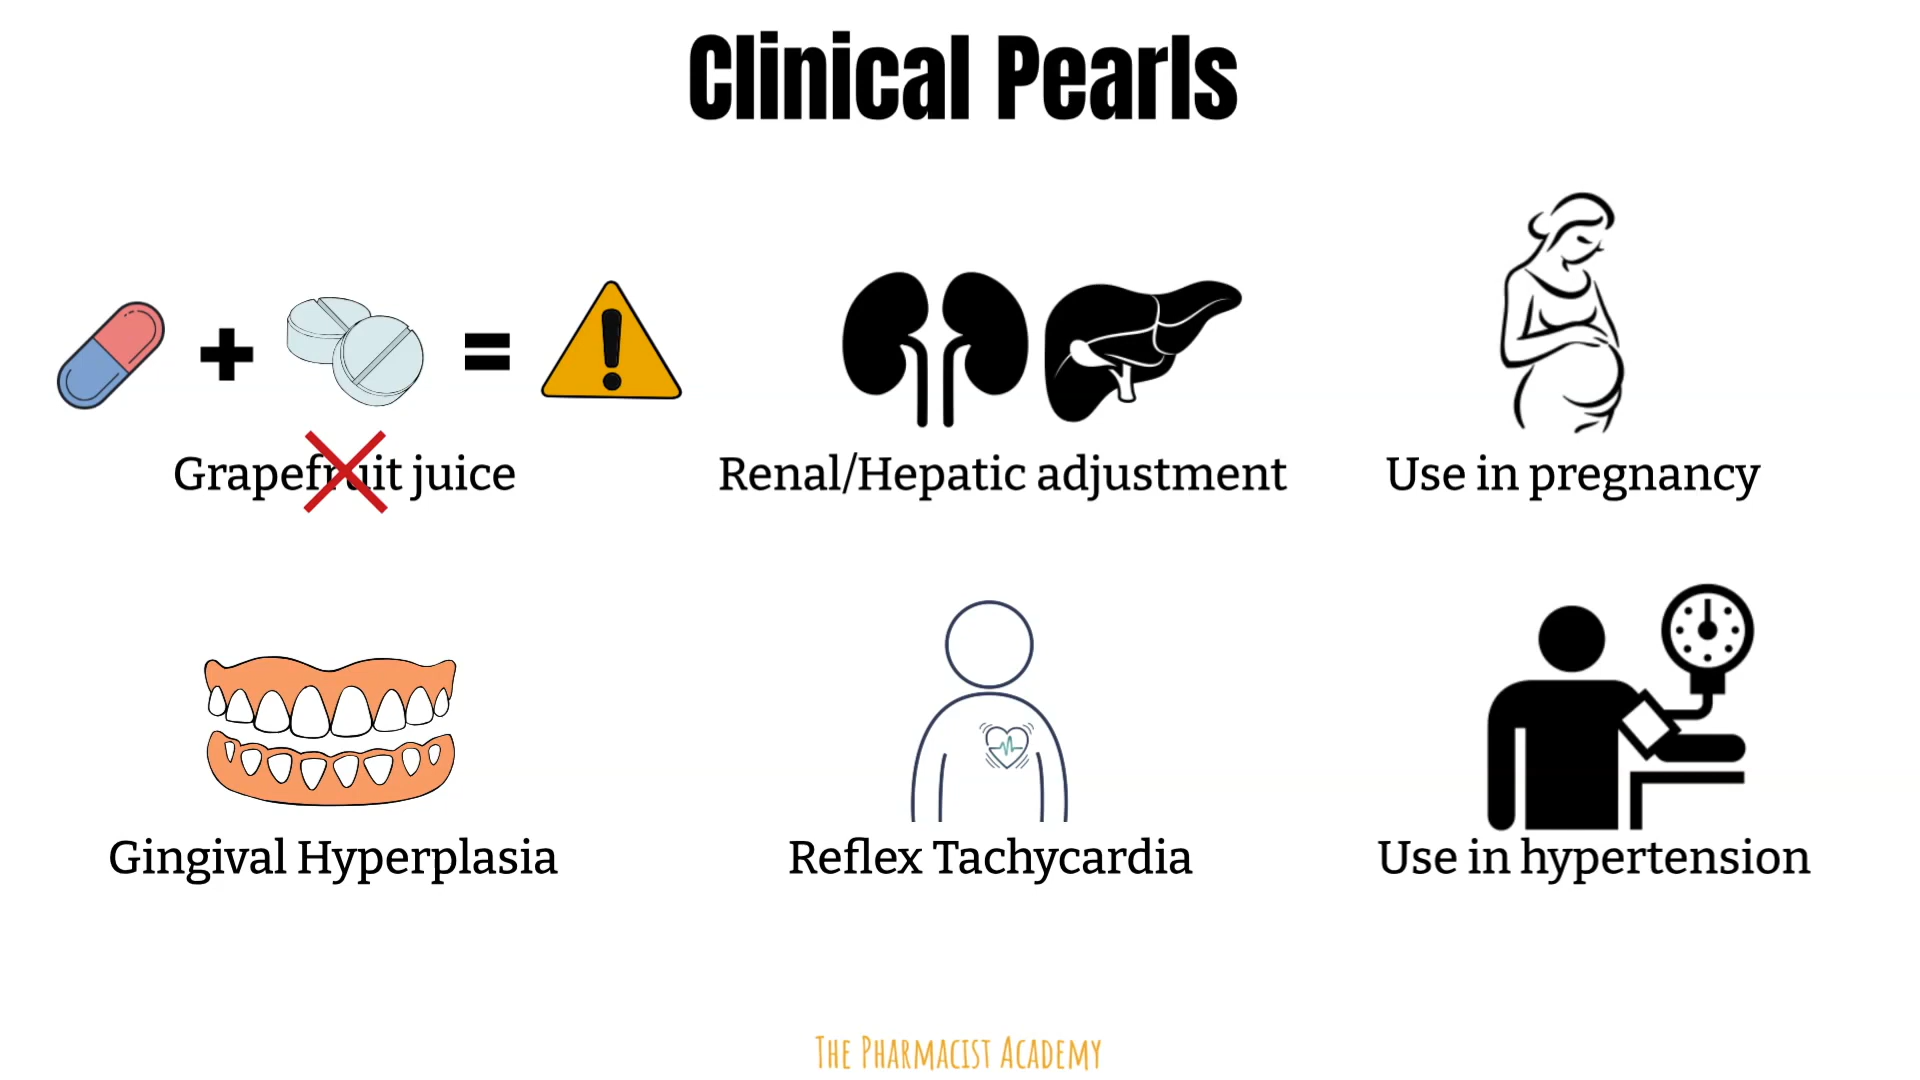 Clinical Pearls
Grapefruit juice
Renal/Hepatic adjustment
Use in pregnancy
Gingival Hyperplasia
Reflex Tachycardia
Use in hypertension
The Pharmacist Academy